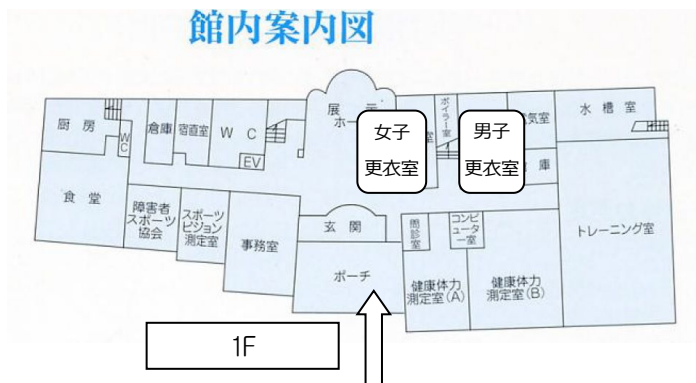 館内案内図
厨房
WC
倉庫
宿直室
WC
EV
展示
ホー
女子
更衣室
室
ボイラー室
男子
更衣室
気室
庫
水槽室
食堂
障害者
スポーツ
協会
スポーツ
ビジョン
測定室
事務室
玄関
ポーチ
問診室
コンピ
ューター
室
健康体力
測定室(A)
健康体力
測定室(B)
トレーニング室
1F